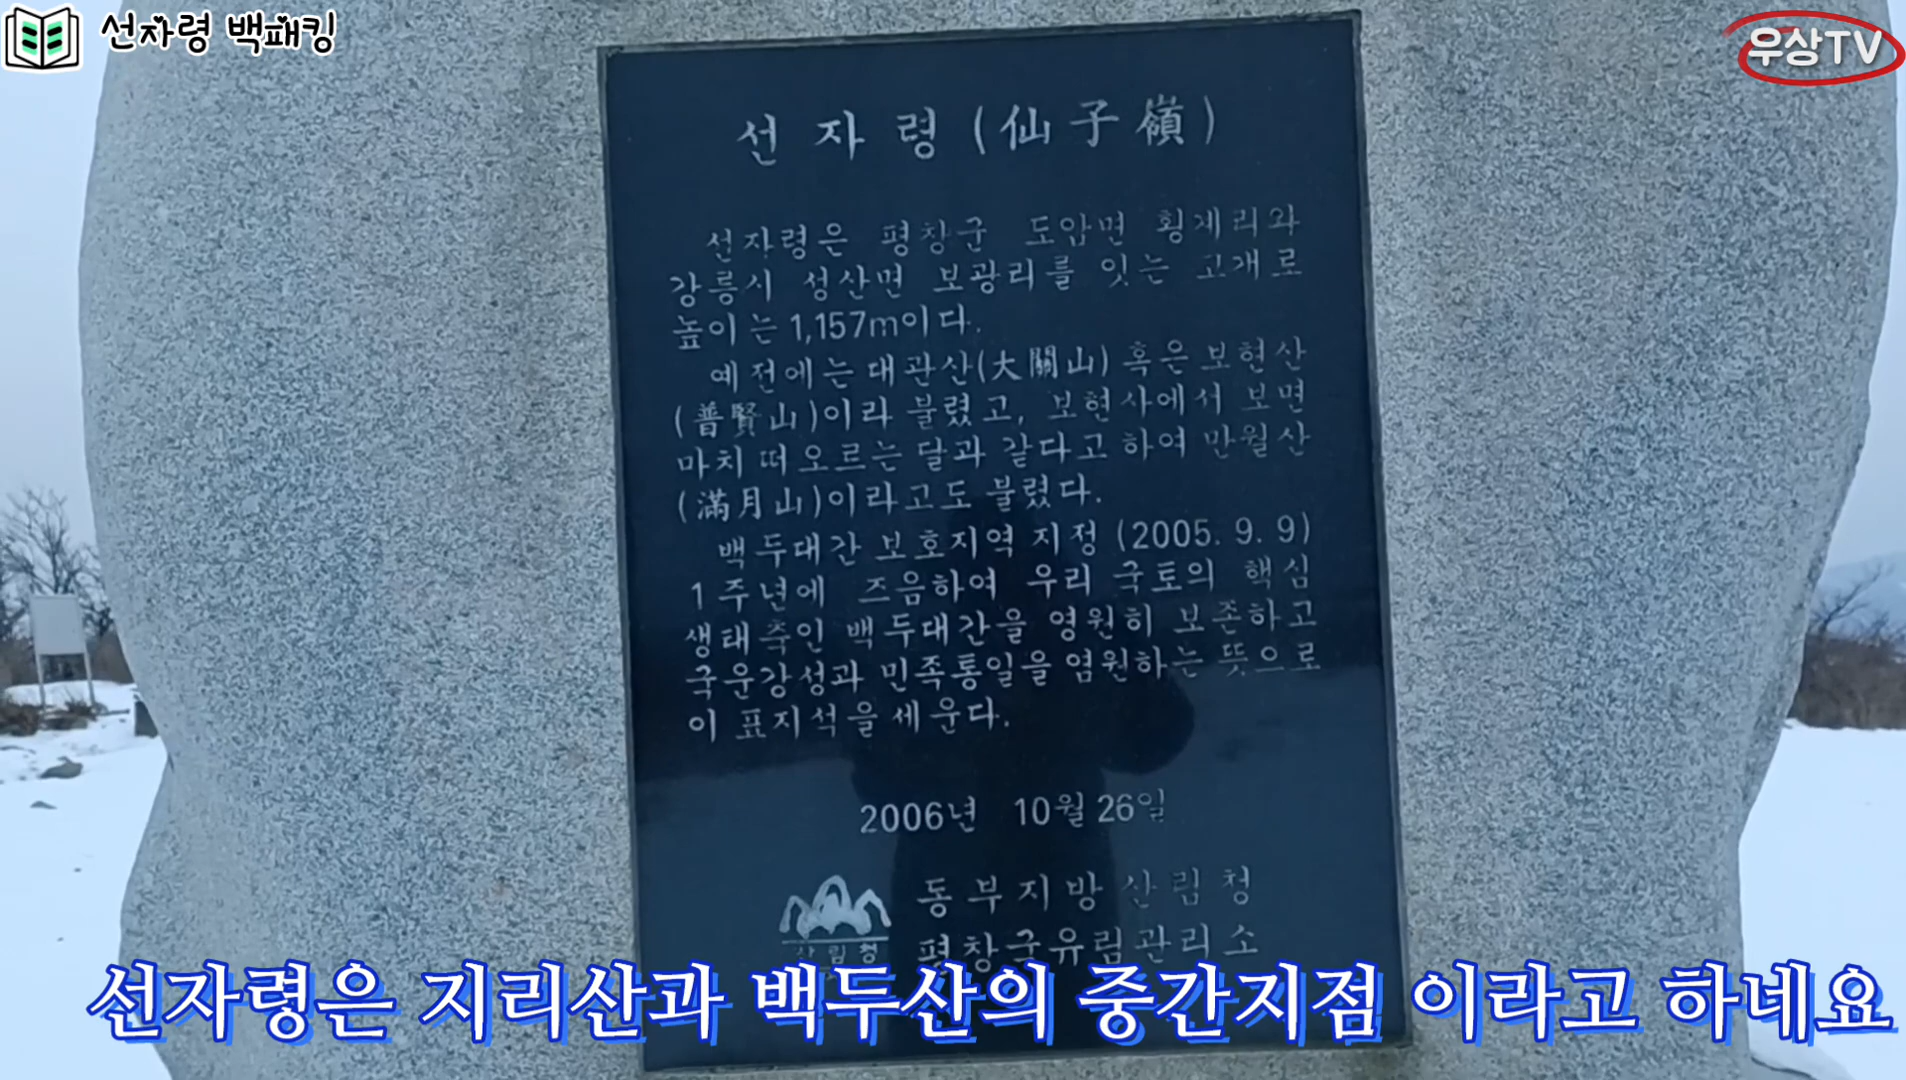 선자령 백패킹
우상TV
선자령(仙子嶺)
선자령은 평창군 도암면 횡계리와
강릉시 성산면 보광리를 잇는 고개로
높이는 1,157m이다.
예전에는 대관산(大關山) 혹은 보현산
(普賢山)이라 불렸고, 보현사에서 보면
마치 떠오르는 달과 같다고 하여 만월산
(滿月山)이라고도 불렸다.
백두대간 보호지역 지정 (2005. 9. 9)
1주년에 즈음하여 우리 국토의 핵심
생태축인 백두대간을 영원히 보존하고
국운강성과 민족통일을 염원하는 뜻으로
이 표지석을 세운다.
2006년 10월 26일
동부지방산림청
산림청
평창국유림관리소
선자령은 지리산과 백두산의 중간지점 이라고 하네요